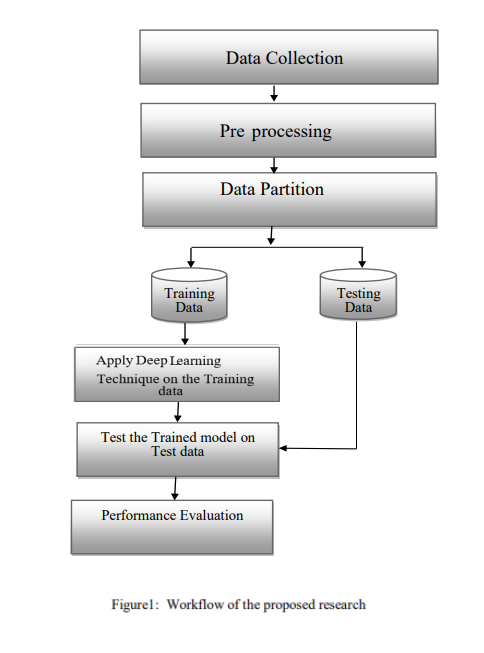 Data Collection
Pre processing
Data Partition
Training
Data
Testing
Data
Apply Deep Learning
Technique on the Training
data
Test the Trained model on
Test data
Performance Evaluation
Figure1: Workflow of the proposed research